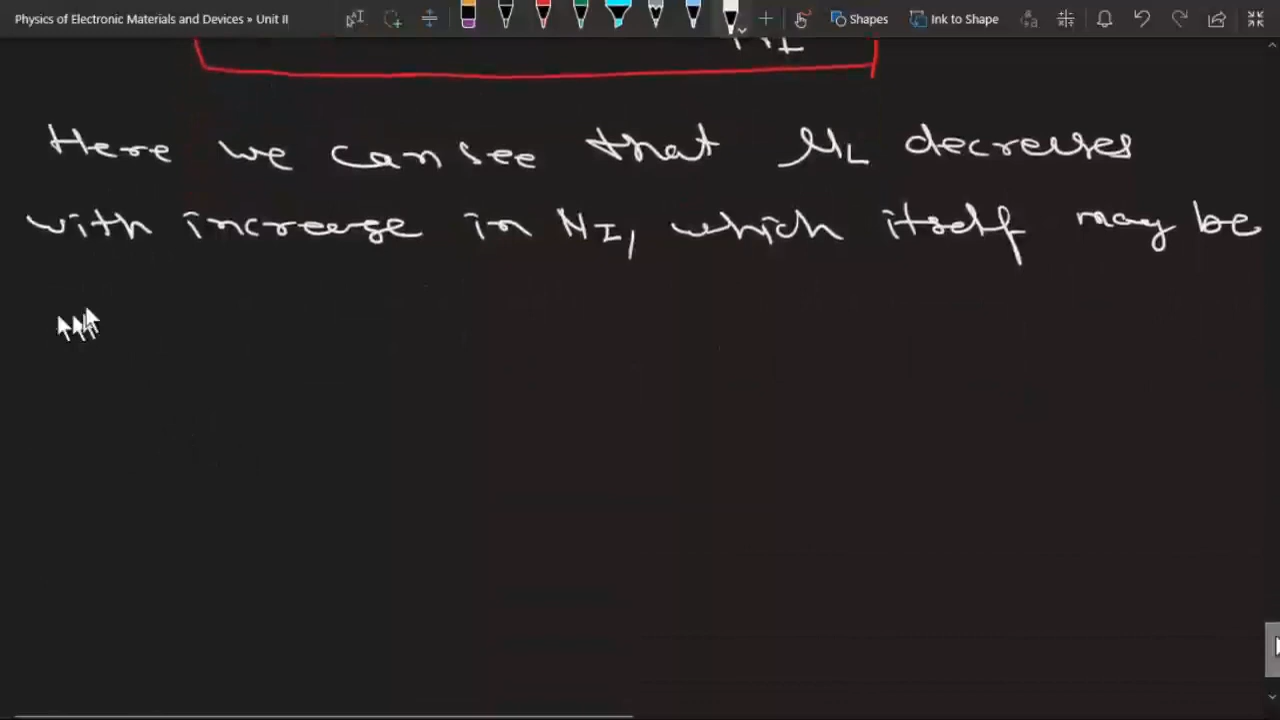 Physics of Electronic Materials and Devices » Unit II
Shapes
Ink to Shape
Here we can see that μL decreases
with increase in NI, which itself may be